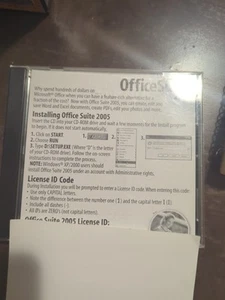 Office Suite
Why spend hundreds of dollars on
Microsoft® Office when you can have a feature-rich alternative for a
fraction of the cost? Now with Office Suite 2005, you can create, edit
save Word and Excel documents, create PDFs, edit your photos and more...
Installing Office Suite 2005
Insert the CD into your CD-ROM drive and wait a few moments for the install program
to begin. If it does not start automatically:
1. Click on START
2. Choose RUN
3. Type D:\SETUP.EXE (Where "D" is the letter
of your CD-ROM drive). Follow the on-screen
instructions to complete the process.
NOTE: Windows® XP/2000 users should
install Office Suite 2005 under an account with Administrative rights.
License ID Code
During installation you will be prompted to enter a License ID code. When entering this code:
• Use only CAPITAL letters.
• Make the difference between the number one (1) and the capital letter I (I)
• Include all dashes (-)
• All 0's are ZERO's (not capital letters).
Office Suite 2005 License ID: